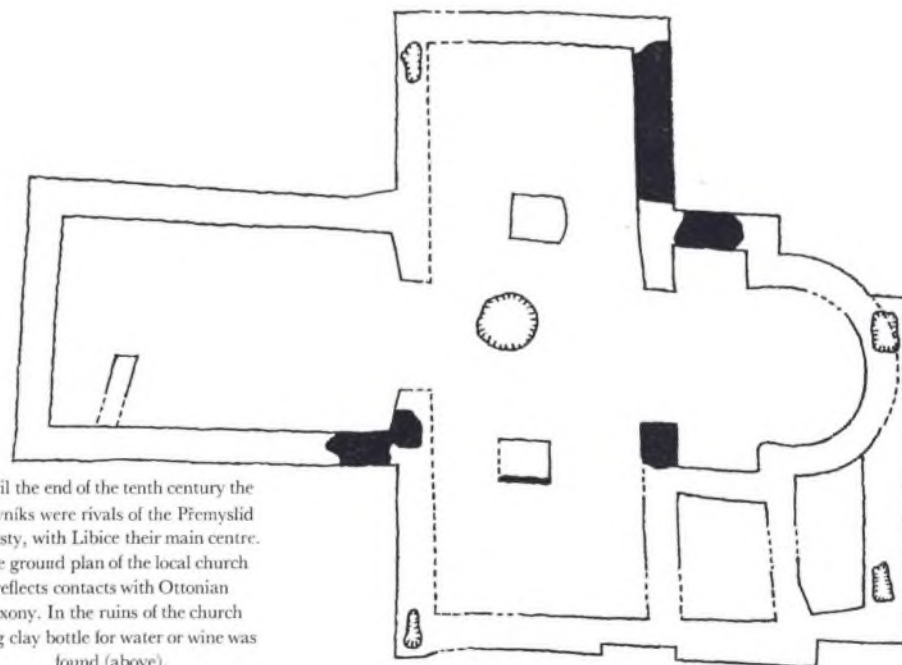 il the end of the tenth century the
níks were rivals of the Přemyslid
sty, with Libice their main centre.
e ground plan of the local church
reflects contacts with Ottonian
xony. In the ruins of the church
g clay bottle for water or wine was
found (above).